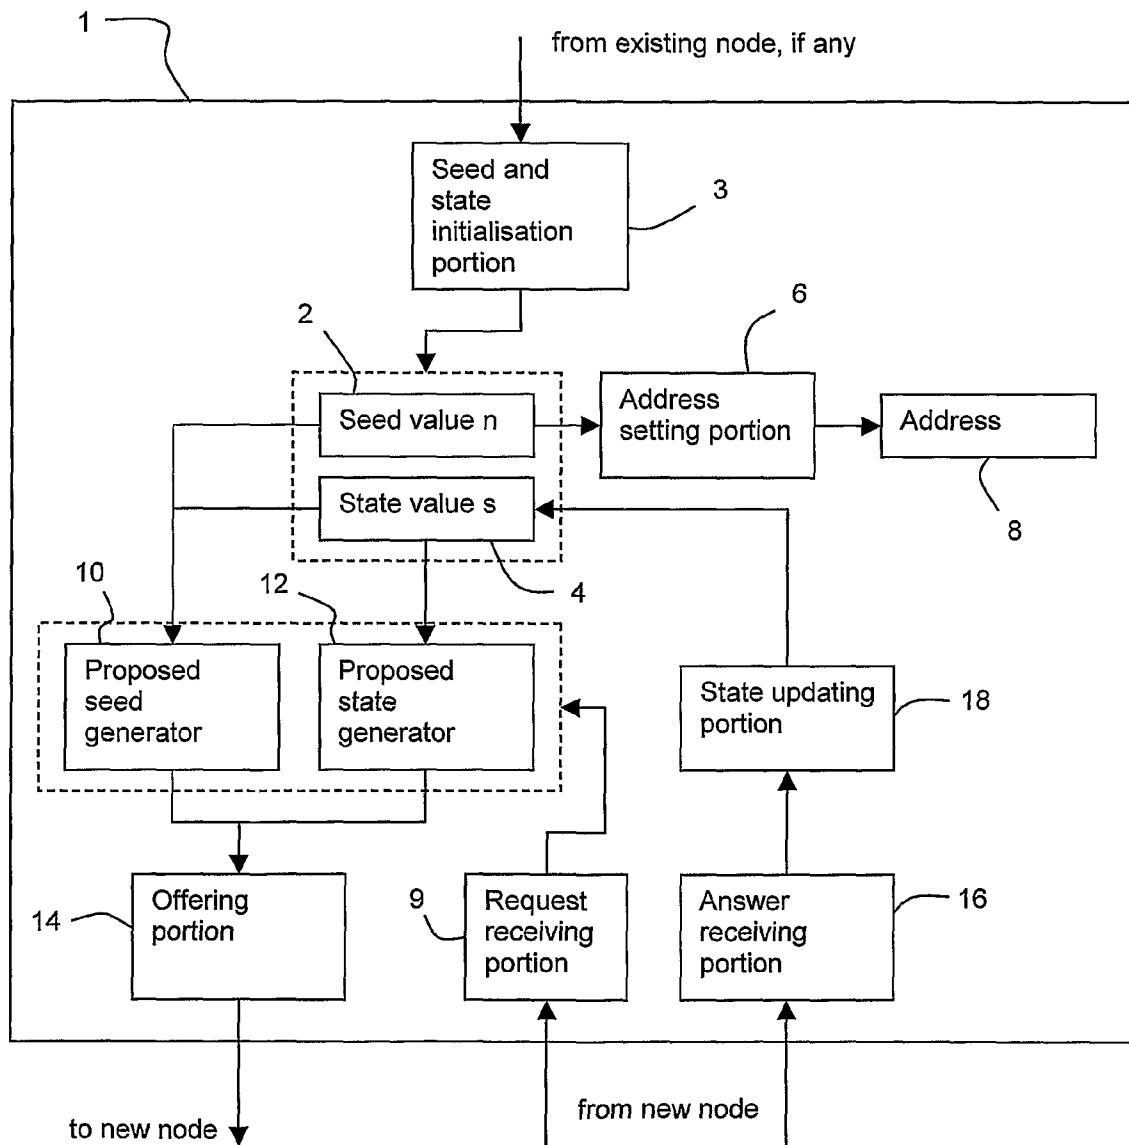 1
from existing node, if any
Seed and
state
initialisation
portion
3
2
6
Seed value n
Address
setting portion
Address
State value s
8
10
12
4
Proposed
seed
generator
Proposed
state
generator
State updating
portion
18
14
Offering
portion
9
Request
receiving
portion
Answer
receiving
portion
16
to new node
from new node